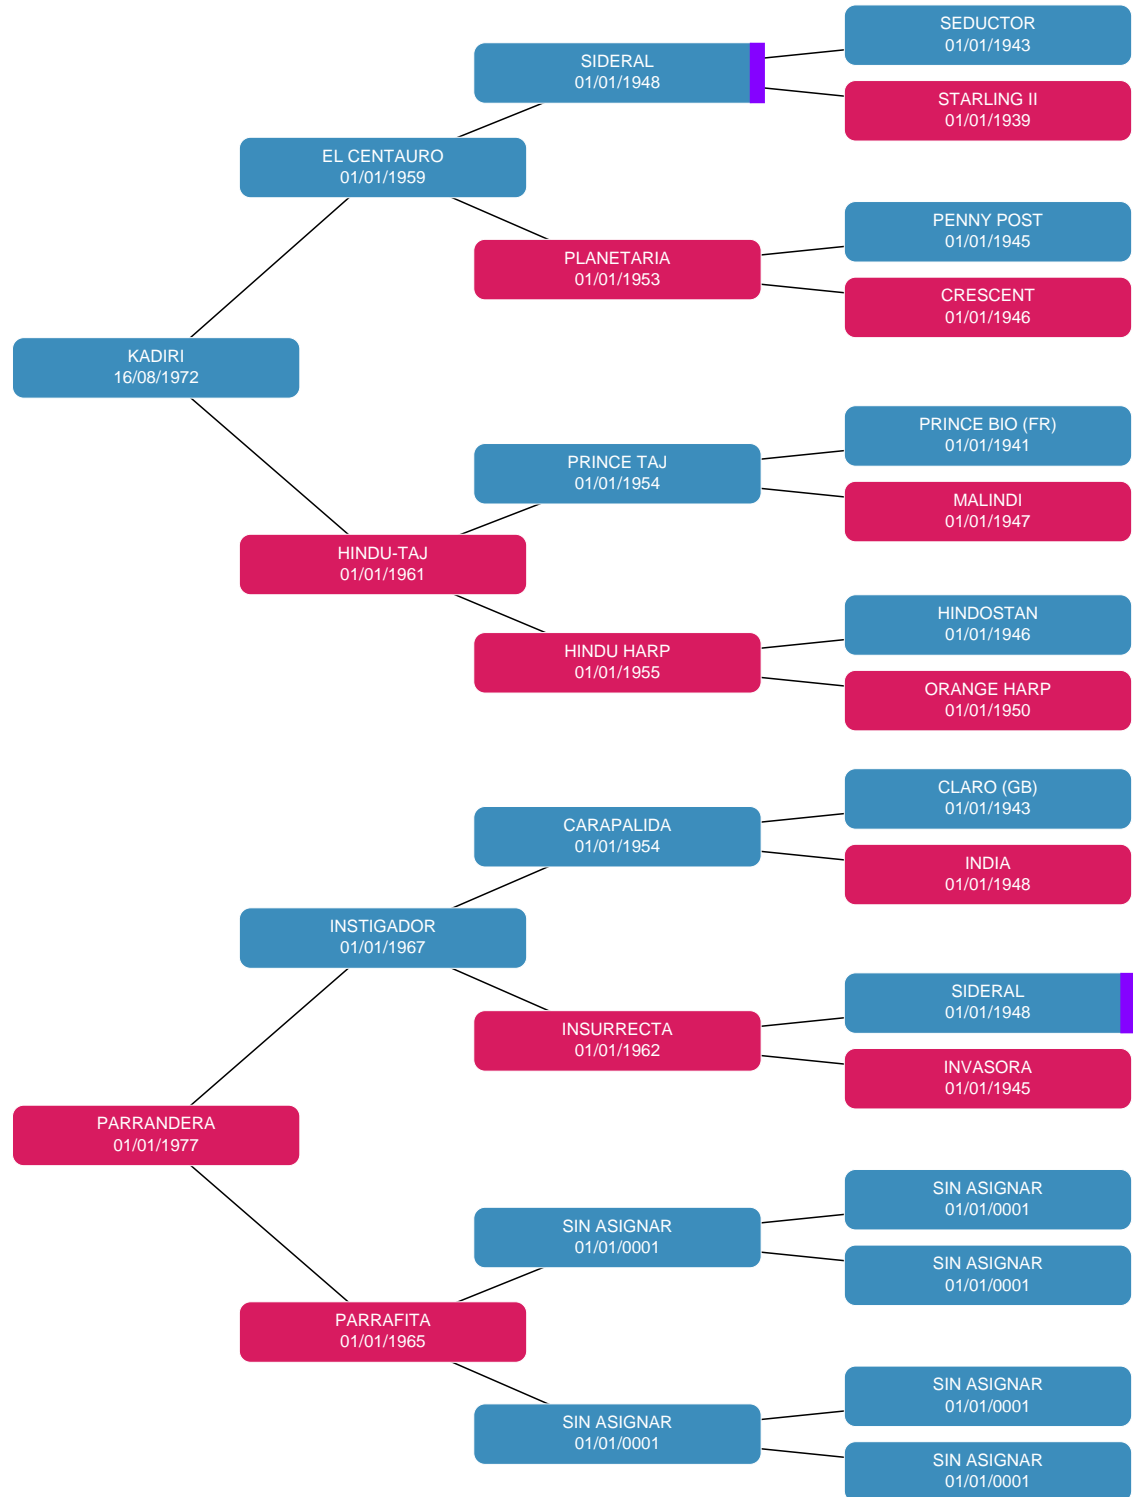 SEDUCTOR
01/01/1943
SIDERAL
01/01/1948
STARLING II
01/01/1939
EL CENTAURO
01/01/1959
PENNY POST
01/01/1945
PLANETARIA
01/01/1953
CRESCENT
01/01/1946
KADIRI
16/08/1972
PRINCE BIO (FR)
01/01/1941
PRINCE TAJ
01/01/1954
MALINDI
01/01/1947
HINDU-TAJ
01/01/1961
HINDOSTAN
01/01/1946
HINDU HARP
01/01/1955
ORANGE HARP
01/01/1950
CLARO (GB)
01/01/1943
CARAPALIDA
01/01/1954
INDIA
01/01/1948
INSTIGADOR
01/01/1967
SIDERAL
01/01/1948
INSURRECTA
01/01/1962
INVASORA
01/01/1945
PARRANDERA
01/01/1977
SIN ASIGNAR
01/01/0001
SIN ASIGNAR
01/01/0001
SIN ASIGNAR
01/01/0001
PARRAFITA
01/01/1965
SIN ASIGNAR
01/01/0001
SIN ASIGNAR
01/01/0001
SIN ASIGNAR
01/01/0001